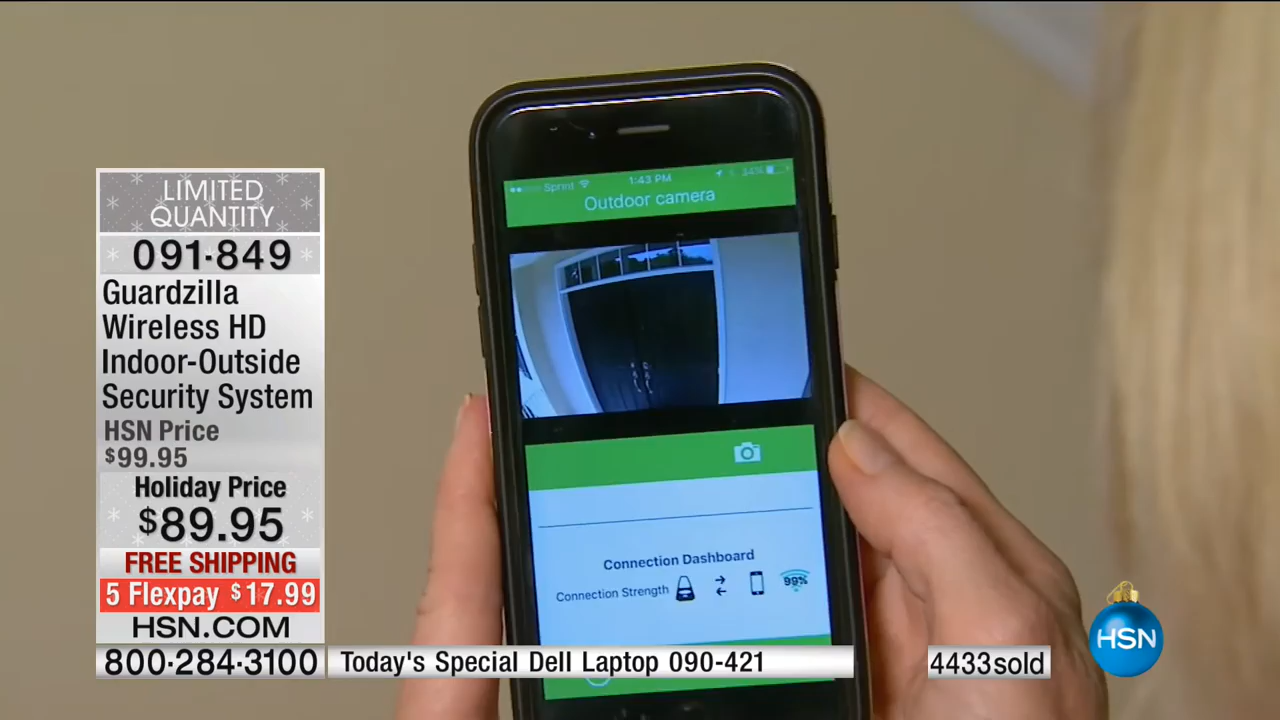 LIMITED
QUANTITY
091·849
Guardzilla
Wireless HD
Indoor-Outside
Security System
HSN Price
$99.95
Holiday Price
$89.95
FREE SHIPPING
5 Flexpay $17.99
HSN.COM
800·284·3100
Today's Special Dell Laptop 090-421
4433sold
HSN
Sprint 1:43 PM 34%
Outdoor camera
Connection Dashboard
Connection Strength 99%